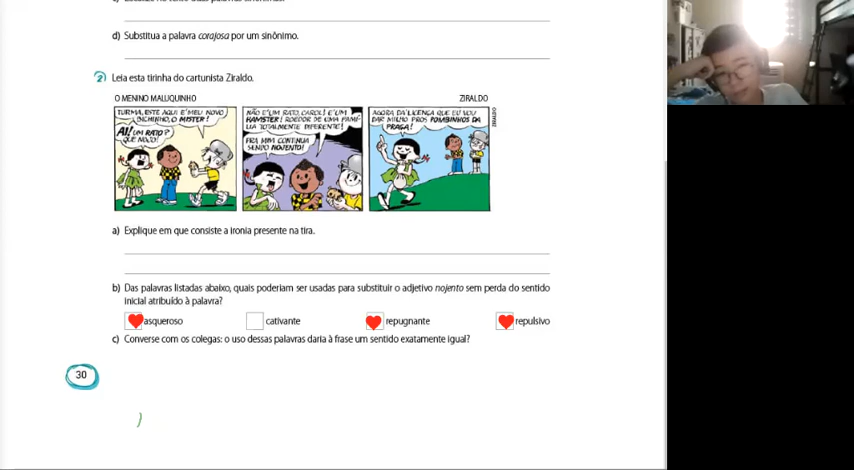 d) Substitua a palavra corajosa por um sinônimo.
2 Leia esta tirinha do cartunista Ziraldo.
O MENINO MALUQUINHO ZIRALDO
TURMA, ESTE AQUI É MEU NOVO
BICHINHO, O MISTER!
AI! UM RATO?
QUE NOJO!
NÃO É UM RATO, CAROL! É UM
HAMSTER! ROEDOR DE UMA FAMÍ-
LIA TOTALMENTE DIFERENTE!
PRA MIM CONTINUA
SENDO NOJENTO!
AGORA DÁ LICENÇA QUE EU VOU
DAR MILHO PROS POMBINHOS DA
PRAÇA!
ZIRALDO
a) Explique em que consiste a ironia presente na tira.
b) Das palavras listadas abaixo, quais poderiam ser usadas para substituir o adjetivo nojento sem perda do sentido
inicial atribuído à palavra?
asqueroso cativante repugnante repulsivo
c) Converse com os colegas: o uso dessas palavras daria à frase um sentido exatamente igual?
30